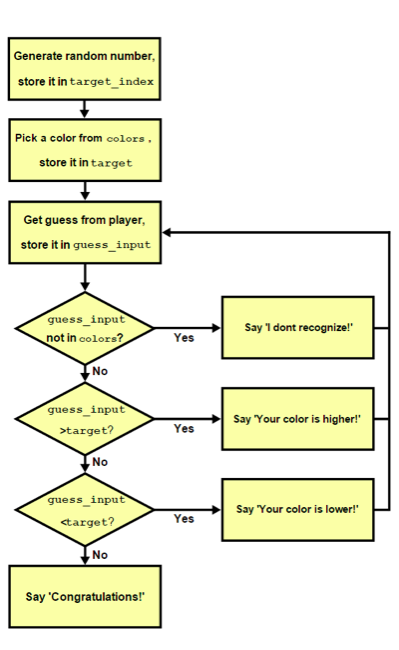 Generate random number,
store it in target_index
Pick a color from colors ,
store it in target
Get guess from player,
store it in guess_input
guess_input
not in colors?
Yes
Say 'I dont recognize!'
No
guess_input
>target?
Yes
Say 'Your color is higher!'
No
guess_input
<target?
Yes
Say 'Your color is lower!'
No
Say 'Congratulations!'